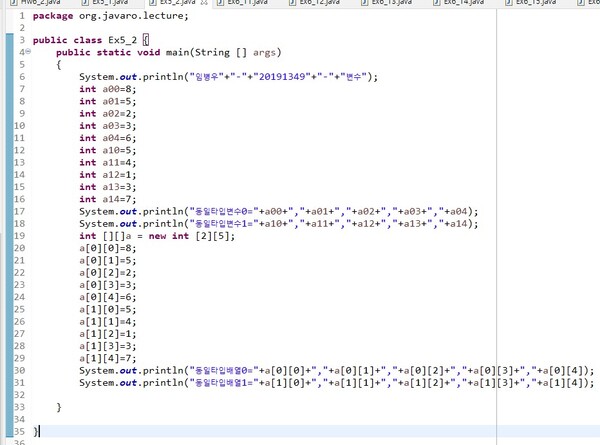 Hw6_2.java Ex5_1.java Ex5_2.java Ex6_11.java Ex6_12.java Ex6_13.java Ex6_14.java Ex6_15.java
1 package org.javaro.lecture;
2
3 public class Ex5_2 {
4 public static void main(String [] args)
5 {
6 System.out.println("임병우"+"-"+"20191349"+"-"+"변수");
7 int a00=8;
8 int a01=5;
9 int a02=2;
10 int a03=3;
11 int a04=6;
12 int a10=5;
13 int a11=4;
14 int a12=1;
15 int a13=3;
16 int a14=7;
17 System.out.println("동일타입변수0="+a00+","+a01+","+a02+","+a03+","+a04);
18 System.out.println("동일타입변수1="+a10+","+a11+","+a12+","+a13+","+a14);
19 int [][]a = new int [2][5];
20 a[0][0]=8;
21 a[0][1]=5;
22 a[0][2]=2;
23 a[0][3]=3;
24 a[0][4]=6;
25 a[1][0]=5;
26 a[1][1]=4;
27 a[1][2]=1;
28 a[1][3]=3;
29 a[1][4]=7;
30 System.out.println("동일타입배열0="+a[0][0]+","+a[0][1]+","+a[0][2]+","+a[0][3]+","+a[0][4]);
31 System.out.println("동일타입배열1="+a[1][0]+","+a[1][1]+","+a[1][2]+","+a[1][3]+","+a[1][4]);
32
33 }
34
35 }
36